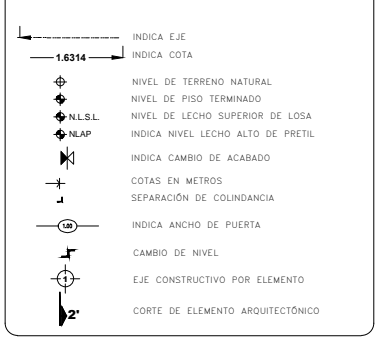 INDICA EJE
1.6314 INDICA COTA
NIVEL DE TERRENO NATURAL
NIVEL DE PISO TERMINADO
N.L.S.L. NIVEL DE LECHO SUPERIOR DE LOSA
NLAP INDICA NIVEL LECHO ALTO DE PRETIL
INDICA CAMBIO DE ACABADO
COTAS EN METROS
SEPARACIÓN DE COLINDANCIA
1.00 INDICA ANCHO DE PUERTA
CAMBIO DE NIVEL
1 EJE CONSTRUCTIVO POR ELEMENTO
2' CORTE DE ELEMENTO ARQUITECTÓNICO